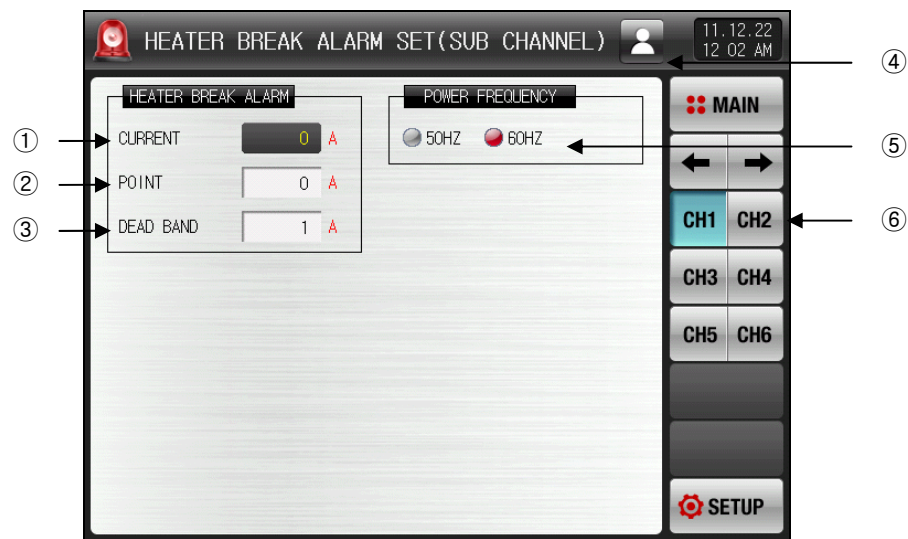 HEATER BREAK ALARM SET(SUB CHANNEL)
11.12.22
12 02 AM
④
HEATER BREAK ALARM
POWER FREQUENCY
MAIN
① CURRENT 0 A
50HZ 60HZ
⑤
② POINT 0 A
③ DEAD BAND 1 A
CH1 CH2
⑥
CH3 CH4
CH5 CH6
SETUP